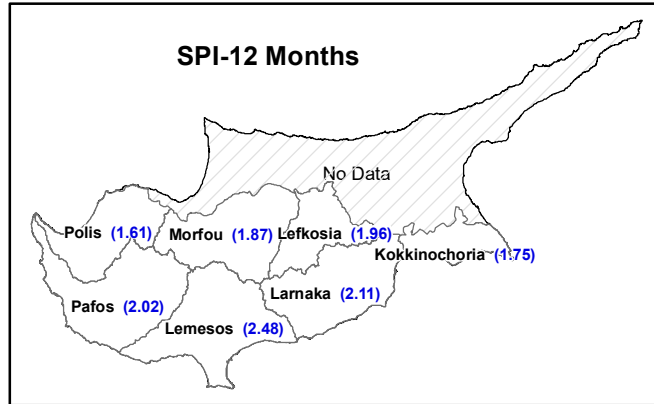 SPI-12 Months
No Data
Polis (1.61)
Morfou (1.87)
Lefkosia (1.96)
Kokkinochoria (1.75)
Pafos (2.02)
Larnaka (2.11)
Lemesos (2.48)